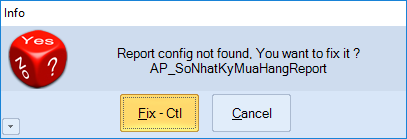 Info
Yes
No
?
Report config not found, You want to fix it ?
AP_SoNhatKyMuaHangReport
Fix - Ctl
Cancel